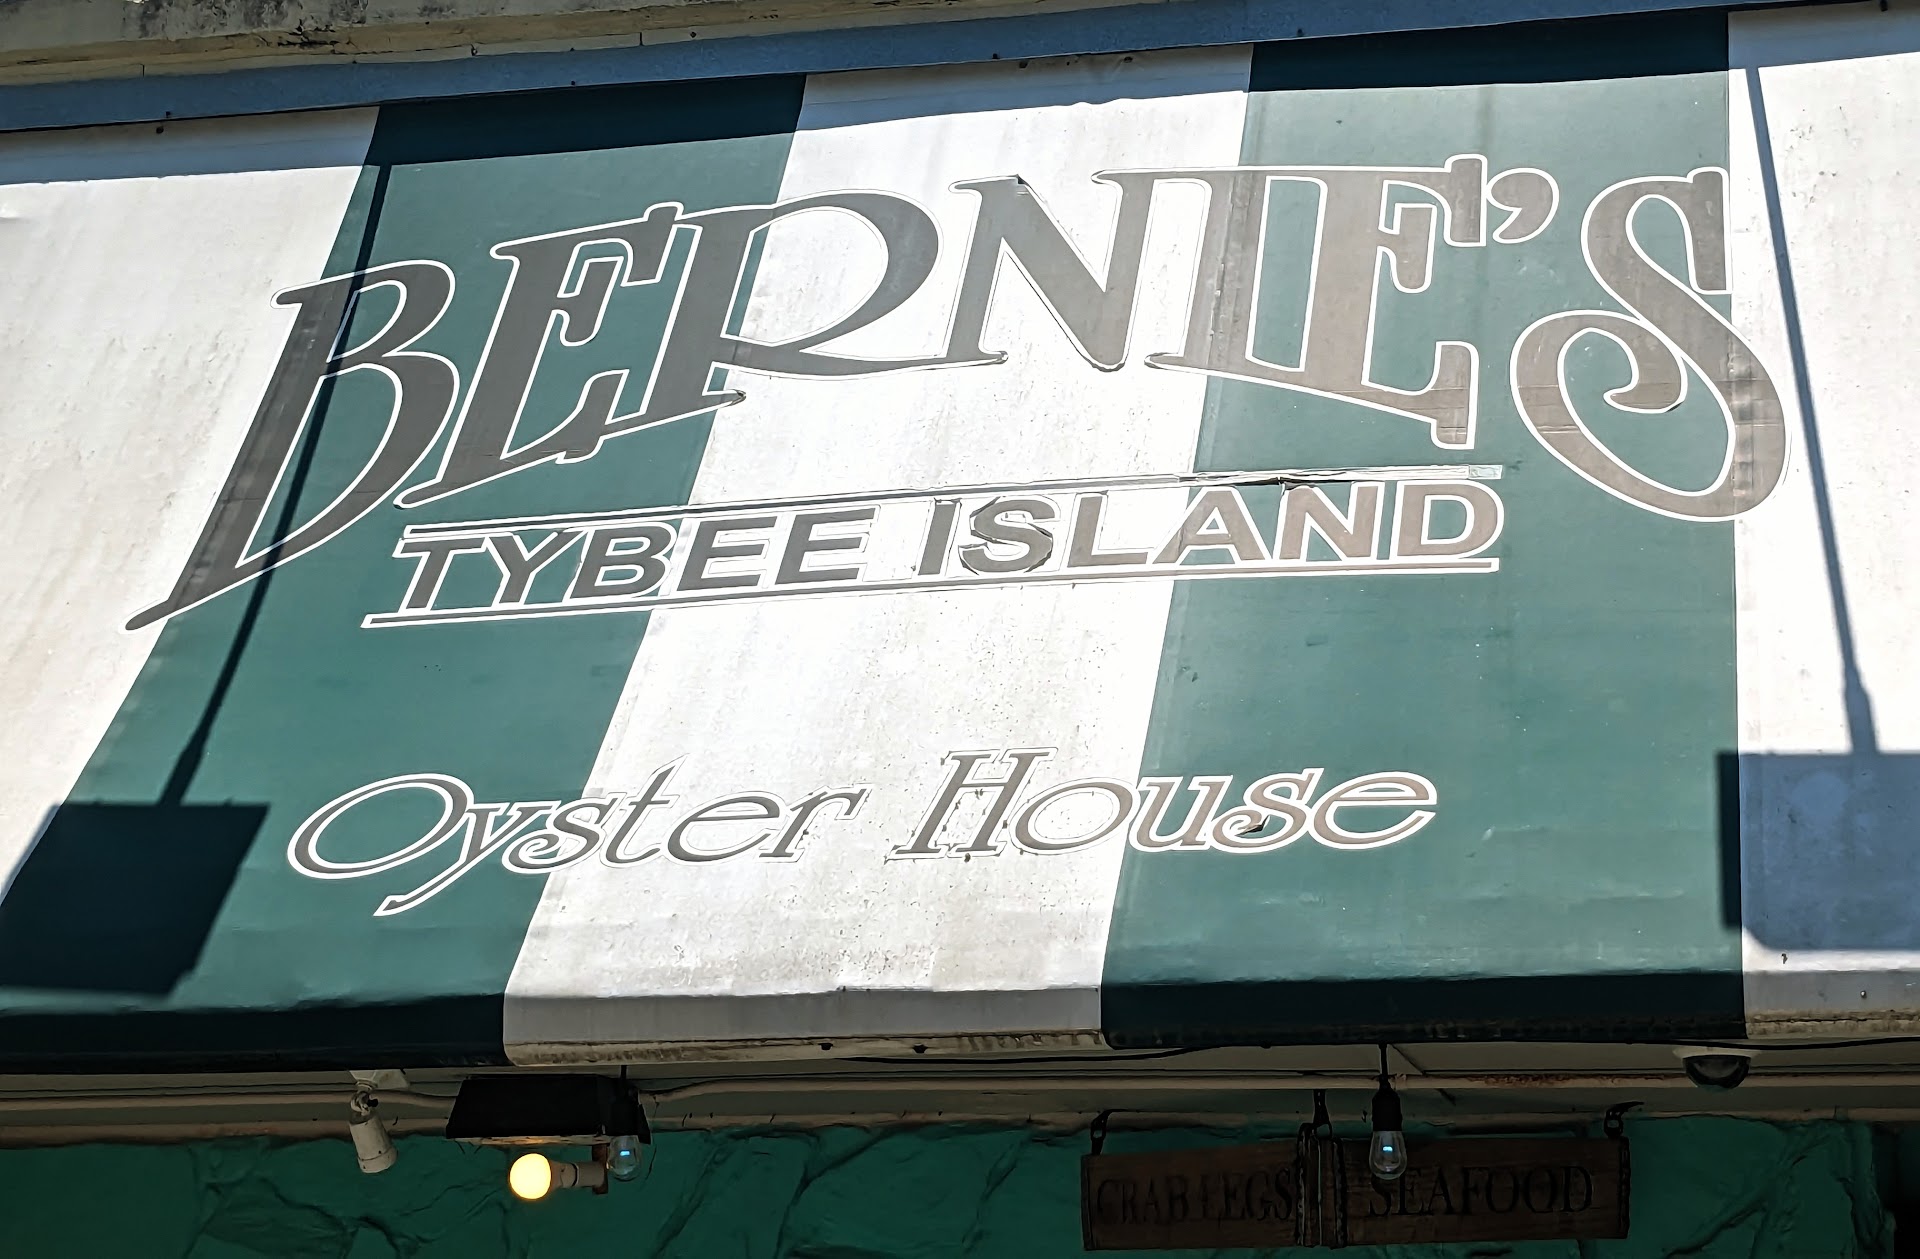 BERNIE'S
TYBEE ISLAND
Oyster House
CRAB LEGS
SEAFOOD